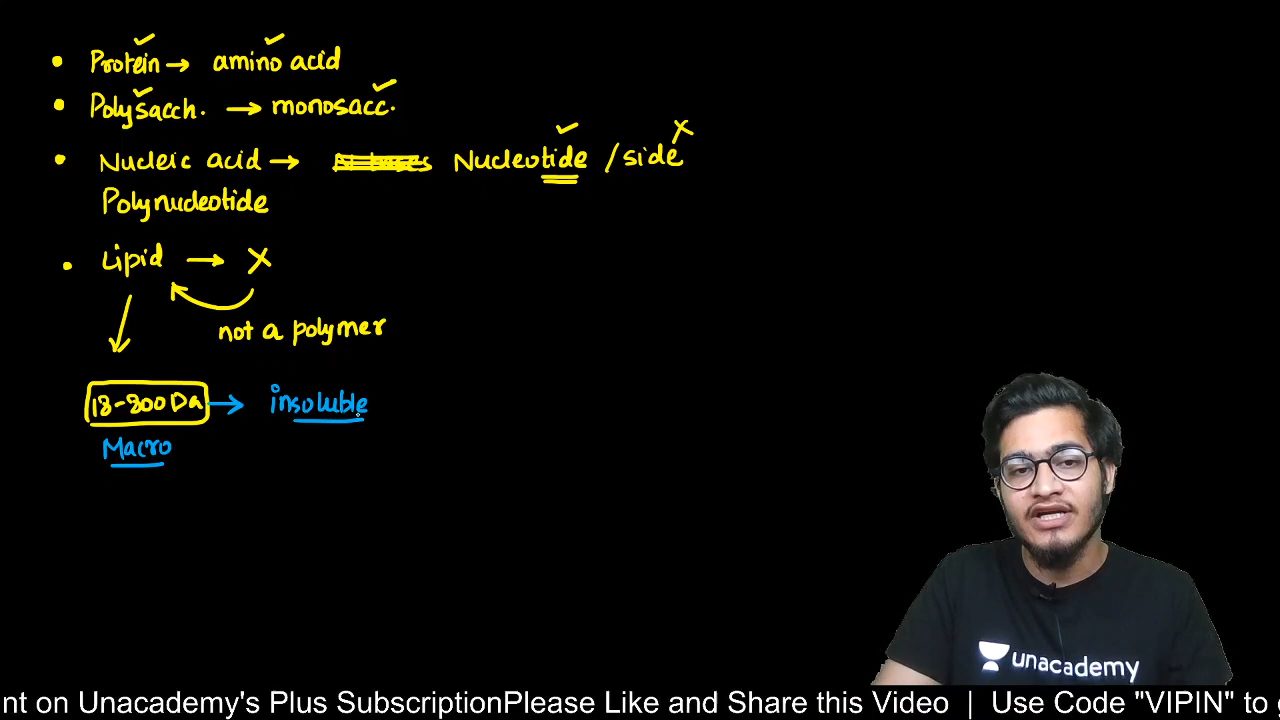 • Protein → amino acid
• Polysacch. → monosacc.
• Nucleic acid → Nucleotide /side
Polynucleotide
• Lipid → X
not a polymer
18-800 Da → insoluble
Macro
unacademy
nt on Unacademy's Plus SubscriptionPlease Like and Share this Video | Use Code "VIPIN" to